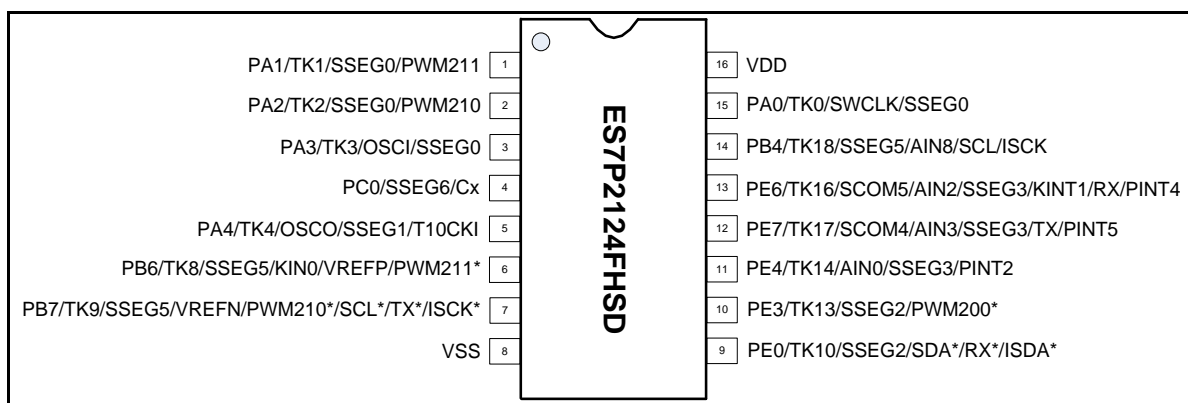 PA1/TK1/SSEG0/PWM211 1
PA2/TK2/SSEG0/PWM210 2
PA3/TK3/OSCI/SSEG0 3
PC0/SSEG6/Cx 4
PA4/TK4/OSCO/SSEG1/T10CKI 5
PB6/TK8/SSEG5/KIN0/VREFP/PWM211* 6
PB7/TK9/SSEG5/VREFN/PWM210*/SCL*/TX*/ISCK* 7
VSS 8
ES7P2124FHSD
16 VDD
15 PA0/TK0/SWCLK/SSEG0
14 PB4/TK18/SSEG5/AIN8/SCL/ISCK
13 PE6/TK16/SCOM5/AIN2/SSEG3/KINT1/RX/PINT4
12 PE7/TK17/SCOM4/AIN3/SSEG3/TX/PINT5
11 PE4/TK14/AIN0/SSEG3/PINT2
10 PE3/TK13/SSEG2/PWM200*
9 PE0/TK10/SSEG2/SDA*/RX*/ISDA*